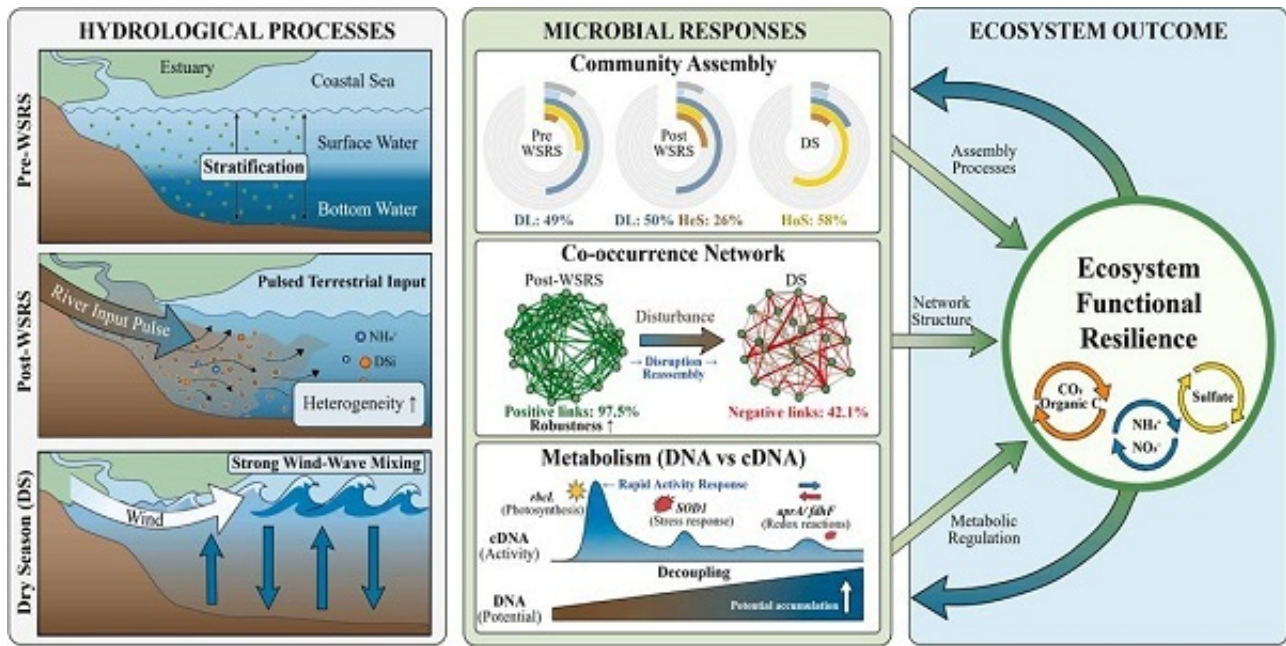 HYDROLOGICAL PROCESSES
Pre-WSRS
Estuary
Coastal Sea
Surface Water
Stratification
Bottom Water
Post-WSRS
Pulsed Terrestrial Input
River Input Pulse
NH₄⁺
DSi
Heterogeneity ↑
Dry Season (DS)
Strong Wind-Wave Mixing
Wind
MICROBIAL RESPONSES
Community Assembly
Pre
WSRS
Post
WSRS
DS
DL: 49%
DL: 50% HeS: 26%
HoS: 58%
Co-occurrence Network
Post-WSRS
DS
Disturbance
→ Disruption →
Reassembly
Positive links: 97.5%
Robustness ↑
Negative links: 42.1%
Metabolism (DNA vs cDNA)
rbcL
(Photosynthesis)
← Rapid Activity Response
SOD1
(Stress response)
aprA/ fdhF
(Redox reactions)
cDNA
(Activity)
Decoupling
DNA
(Potential)
Potential accumulation
ECOSYSTEM OUTCOME
Assembly
Processes
Network
Structure
Metabolic
Regulation
Ecosystem
Functional
Resilience
CO₂
Organic C
NH₄⁺
NO₃⁻
Sulfate